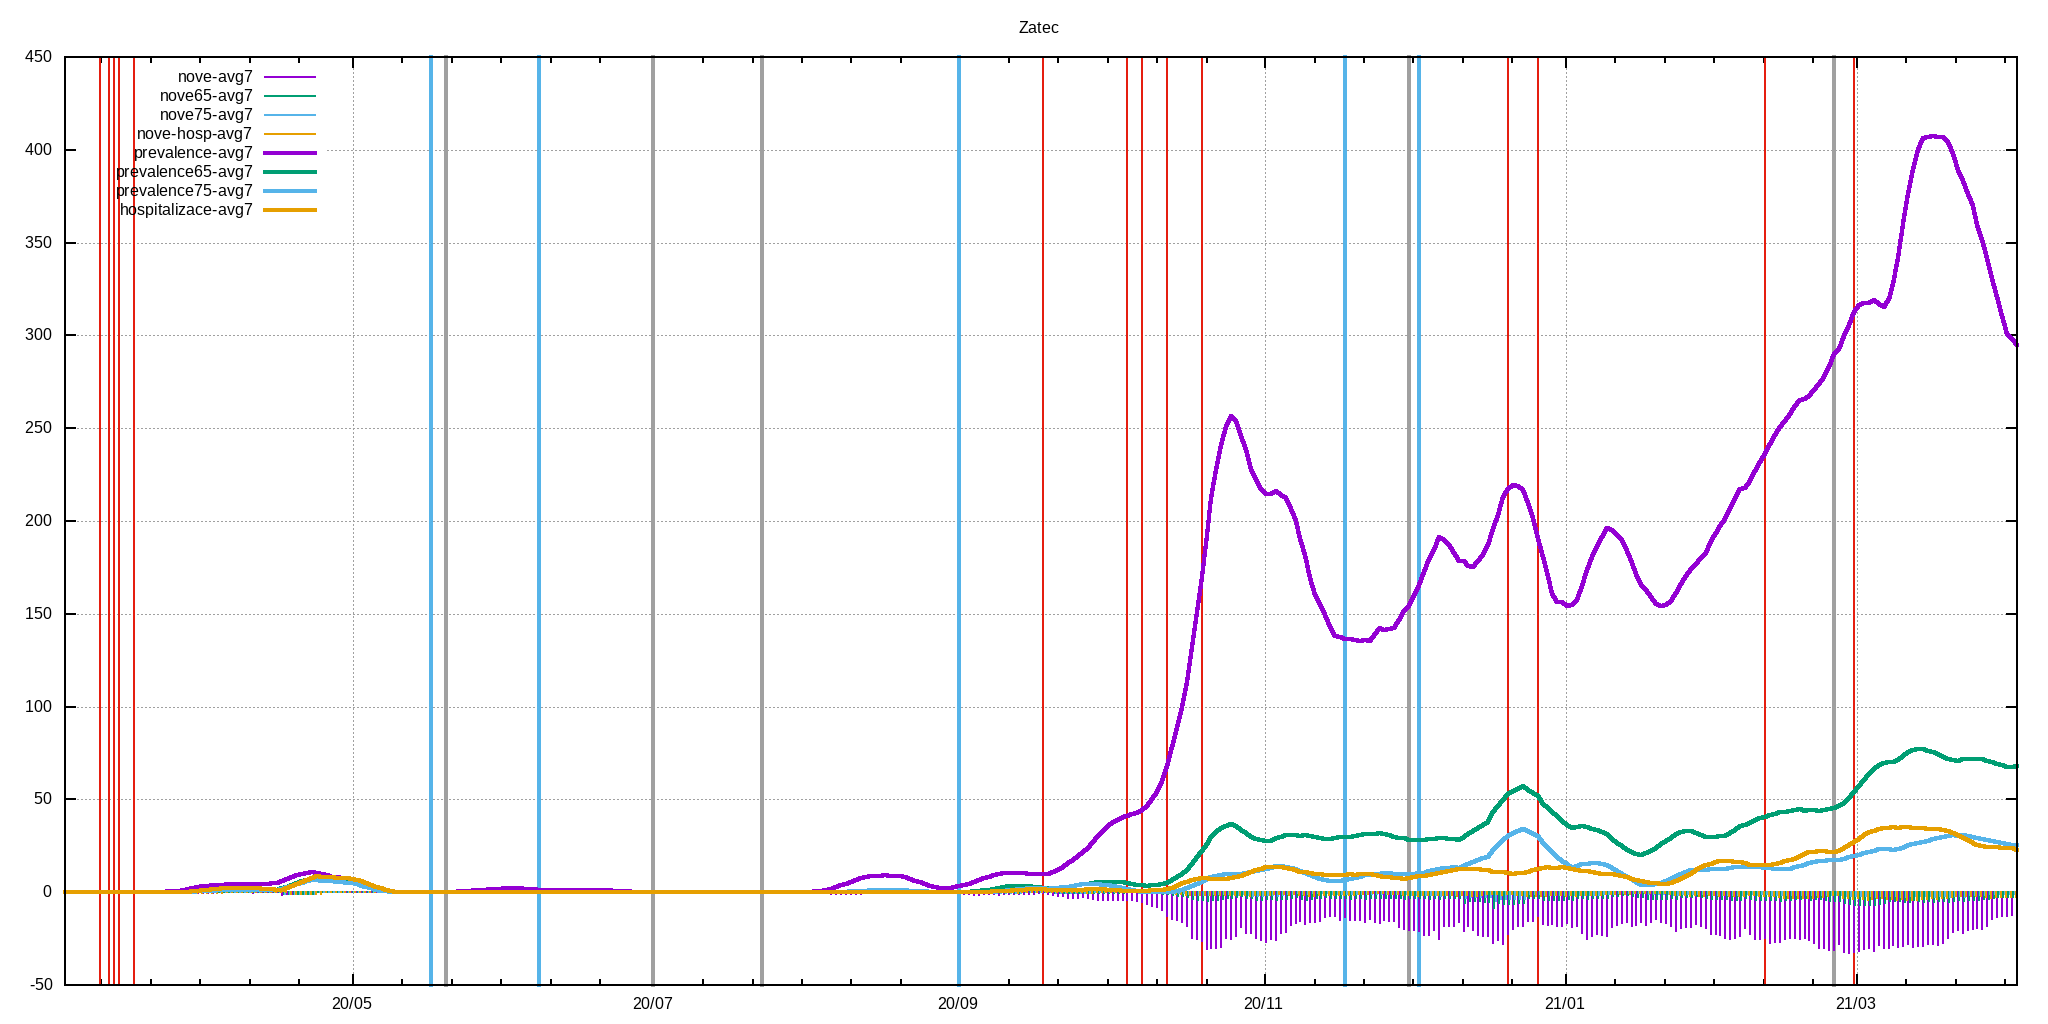 Zatec
450
400
350
300
250
200
150
100
50
0
-50
nove-avg7
nove65-avg7
nove75-avg7
nove-hosp-avg7
prevalence-avg7
prevalence65-avg7
prevalence75-avg7
hospitalizace-avg7
20/05 20/07 20/09 20/11 21/01 21/03